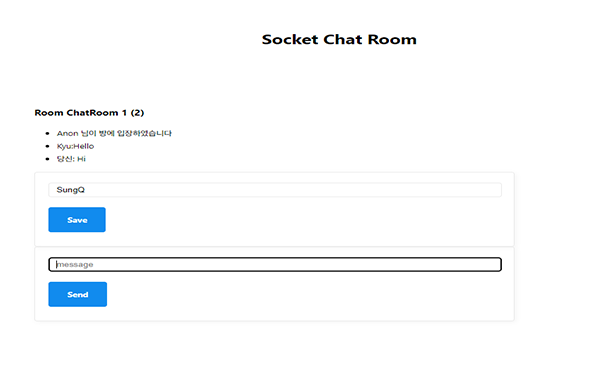 Socket Chat Room
Room ChatRoom 1 (2)
Anon 님이 방에 입장하였습니다
Kyu:Hello
당신: Hi
SungQ
Save
message
Send